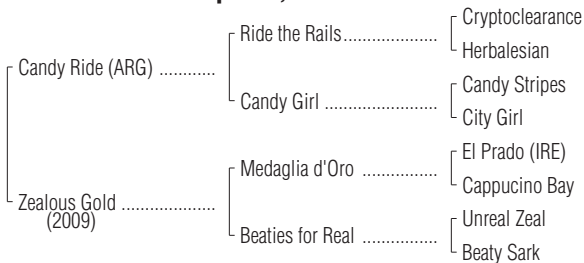 Cryptoclearance
Ride the Rails....................
Herbalesian
Candy Ride (ARG) ............
Candy Stripes
Candy Girl ........................
City Girl
El Prado (IRE)
Medaglia d'Oro ................
Cappucino Bay
Zealous Gold ....................
(2009)
Unreal Zeal
Beaties for Real ................
Beaty Sark